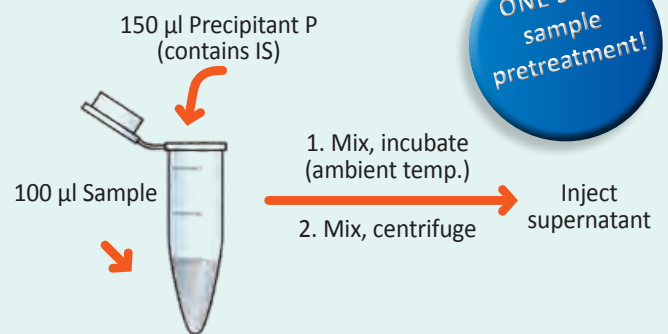 150 µl Precipitant P
(contains IS)
ONE
sample
pretreatment!
100 µl Sample
1. Mix, incubate
(ambient temp.)
2. Mix, centrifuge
Inject
supernatant